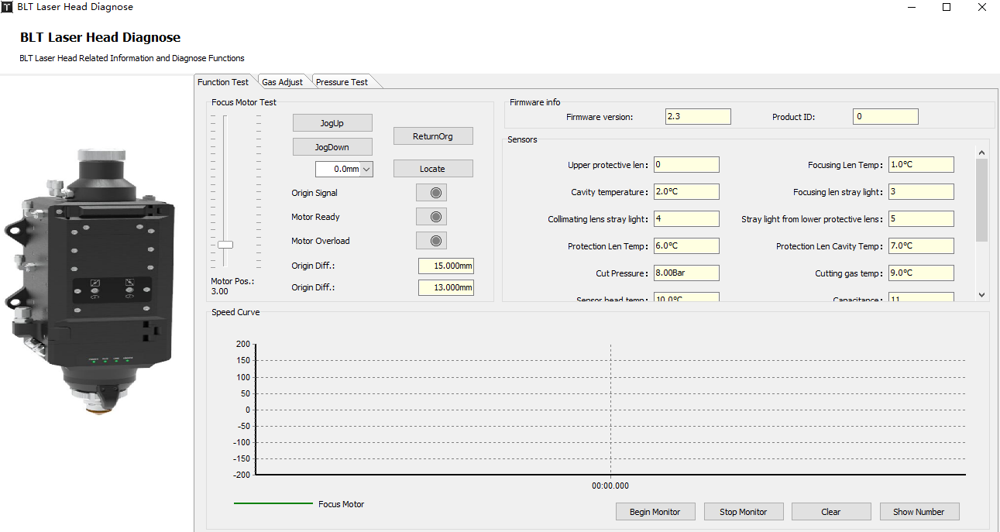 BLT Laser Head Diagnose
BLT Laser Head Diagnose
BLT Laser Head Related Information and Diagnose Functions
Function Test
Gas Adjust
Pressure Test
Focus Motor Test
JogUp
JogDown
0.0mm
ReturnOrg
Locate
Origin Signal
Motor Ready
Motor Overload
Origin Diff.: 15.000mm
Origin Diff.: 13.000mm
Motor Pos.:
3.00
Firmware info
Firmware version: 2.3 Product ID: 0
Sensors
Upper protective len: 0 Focusing Len Temp: 1.0°C
Cavity temperature: 2.0°C Focusing len stray light: 3
Collimating lens stray light: 4 Stray light from lower protective lens: 5
Protection Len Temp: 6.0°C Protection Len Cavity Temp: 7.0°C
Cut Pressure: 8.00Bar Cutting gas temp: 9.0°C
Sensor head temp: 10.0°C Capacitance: 11
Speed Curve
200
150
100
50
0
-50
-100
-150
-200
00:00.000
Focus Motor
Begin Monitor
Stop Monitor
Clear
Show Number